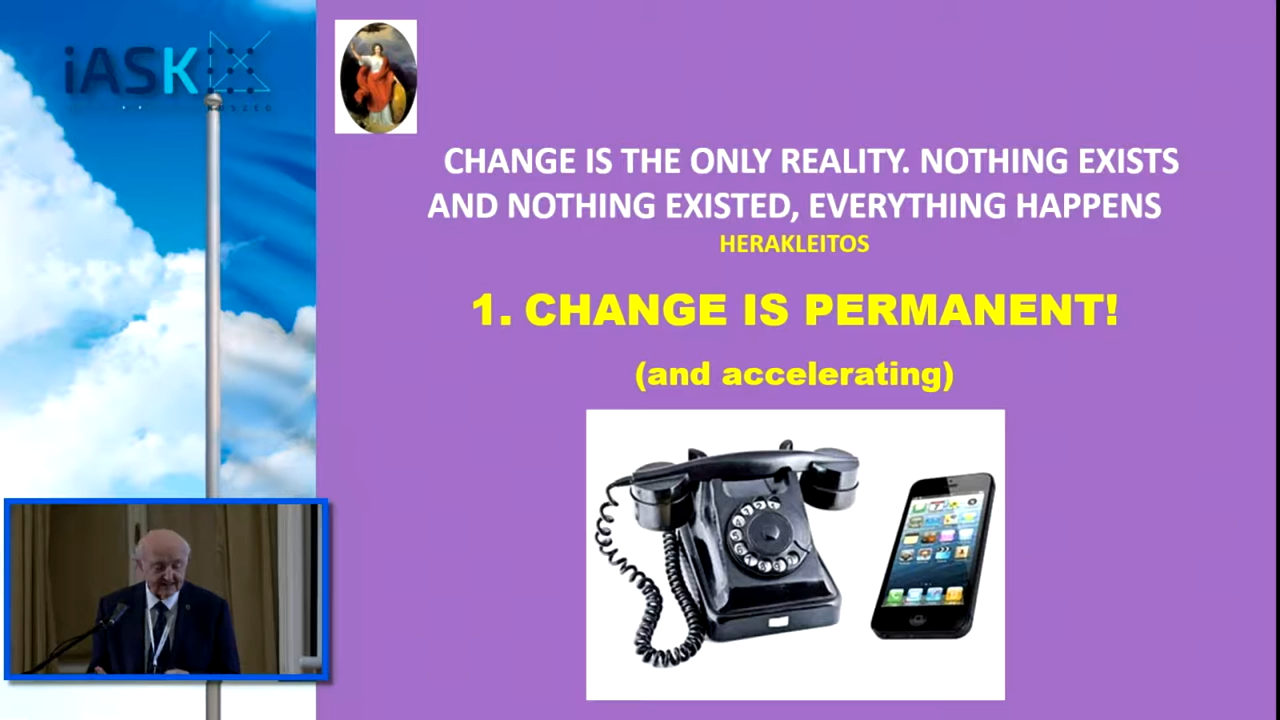 iASK
KOSZEG
CHANGE IS THE ONLY REALITY. NOTHING EXISTS
AND NOTHING EXISTED, EVERYTHING HAPPENS
HERAKLEITOS
1. CHANGE IS PERMANENT!
(and accelerating)